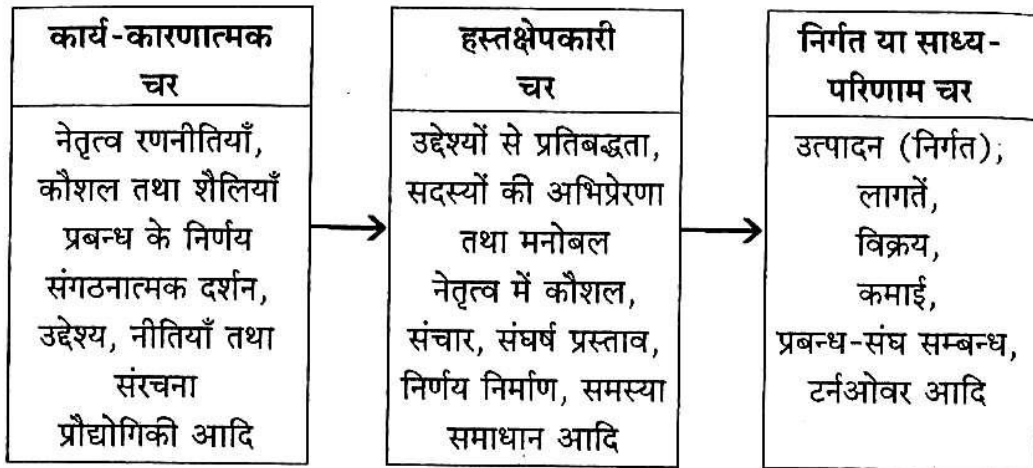 कार्य-कारणात्मक
चर
नेतृत्व रणनीतियाँ,
कौशल तथा शैलियाँ
प्रबन्ध के निर्णय
संगठनात्मक दर्शन,
उद्देश्य, नीतियाँ तथा
संरचना
प्रौद्योगिकी आदि
हस्तक्षेपकारी
चर
उद्देश्यों से प्रतिबद्धता,
सदस्यों की अभिप्रेरणा
तथा मनोबल
नेतृत्व में कौशल,
संचार, संघर्ष प्रस्ताव,
निर्णय निर्माण, समस्या
समाधान आदि
निर्गत या साध्य-
परिणाम चर
उत्पादन (निर्गत),
लागतें,
विक्रय,
कमाई,
प्रबन्ध-संघ सम्बन्ध,
टर्नओवर आदि